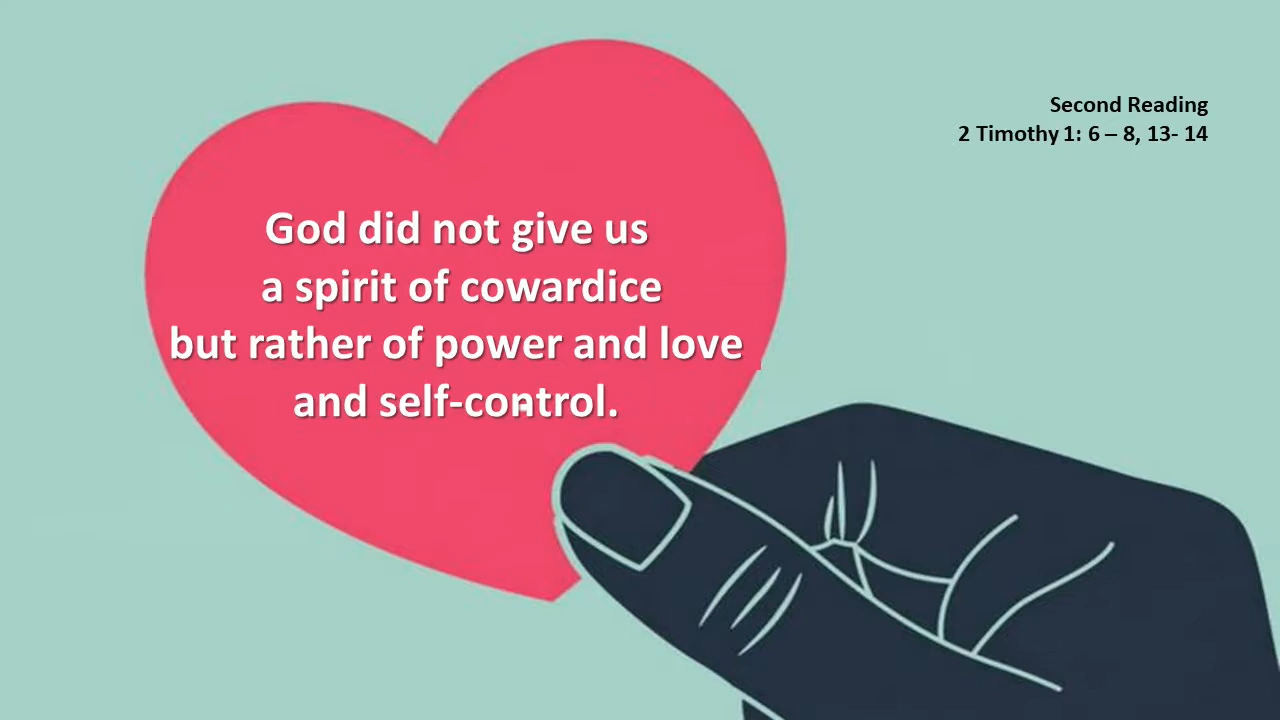 Second Reading
2 Timothy 1: 6 – 8, 13- 14
God did not give us
a spirit of cowardice
but rather of power and love
and self-control.